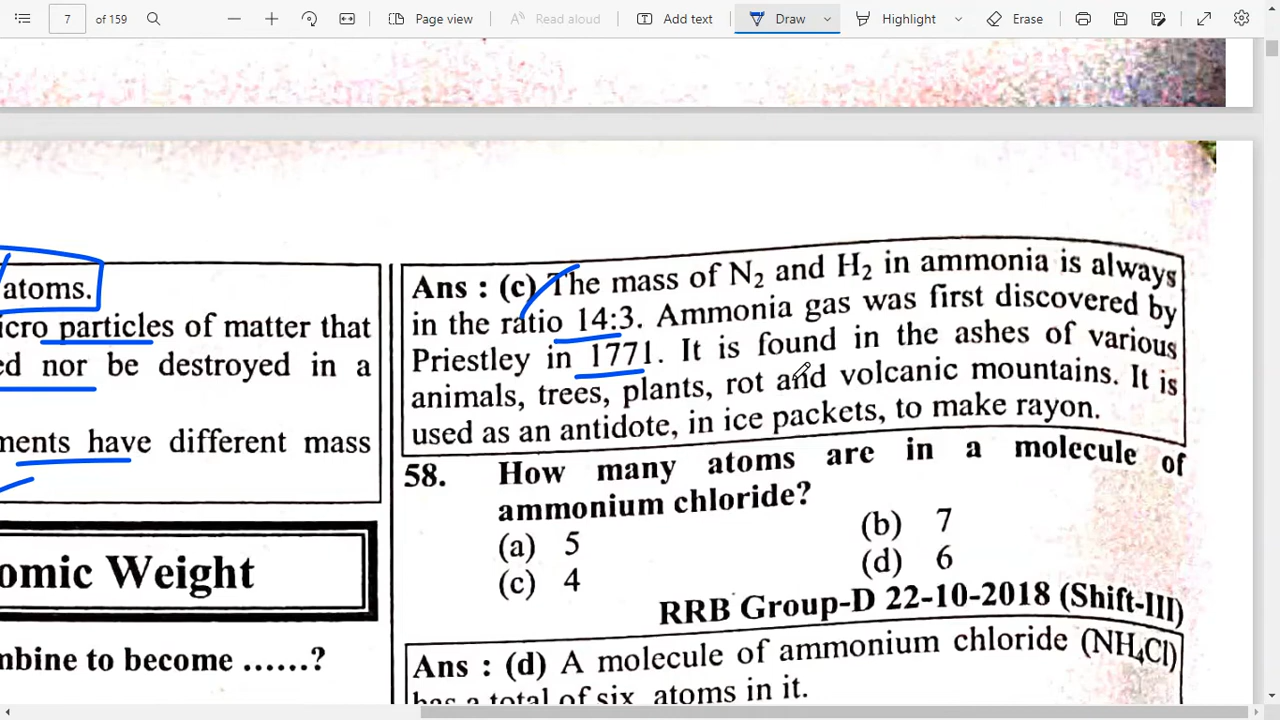 7 of 159 Page view Read aloud Add text Draw Highlight Erase
atoms.
icro particles of matter that
ed nor be destroyed in a
ments have different mass
omic Weight
mbine to become ......?
Ans : (c) The mass of N₂ and H₂ in ammonia is always
in the ratio 14:3. Ammonia gas was first discovered by
Priestley in 1771. It is found in the ashes of various
animals, trees, plants, rot and volcanic mountains. It is
used as an antidote, in ice packets, to make rayon.
58. How many atoms are in a molecule of
ammonium chloride?
(a) 5 (b) 7
(c) 4 (d) 6
RRB Group-D 22-10-2018 (Shift-III)
Ans : (d) A molecule of ammonium chloride (NH₄Cl)
has a total of six atoms in it.